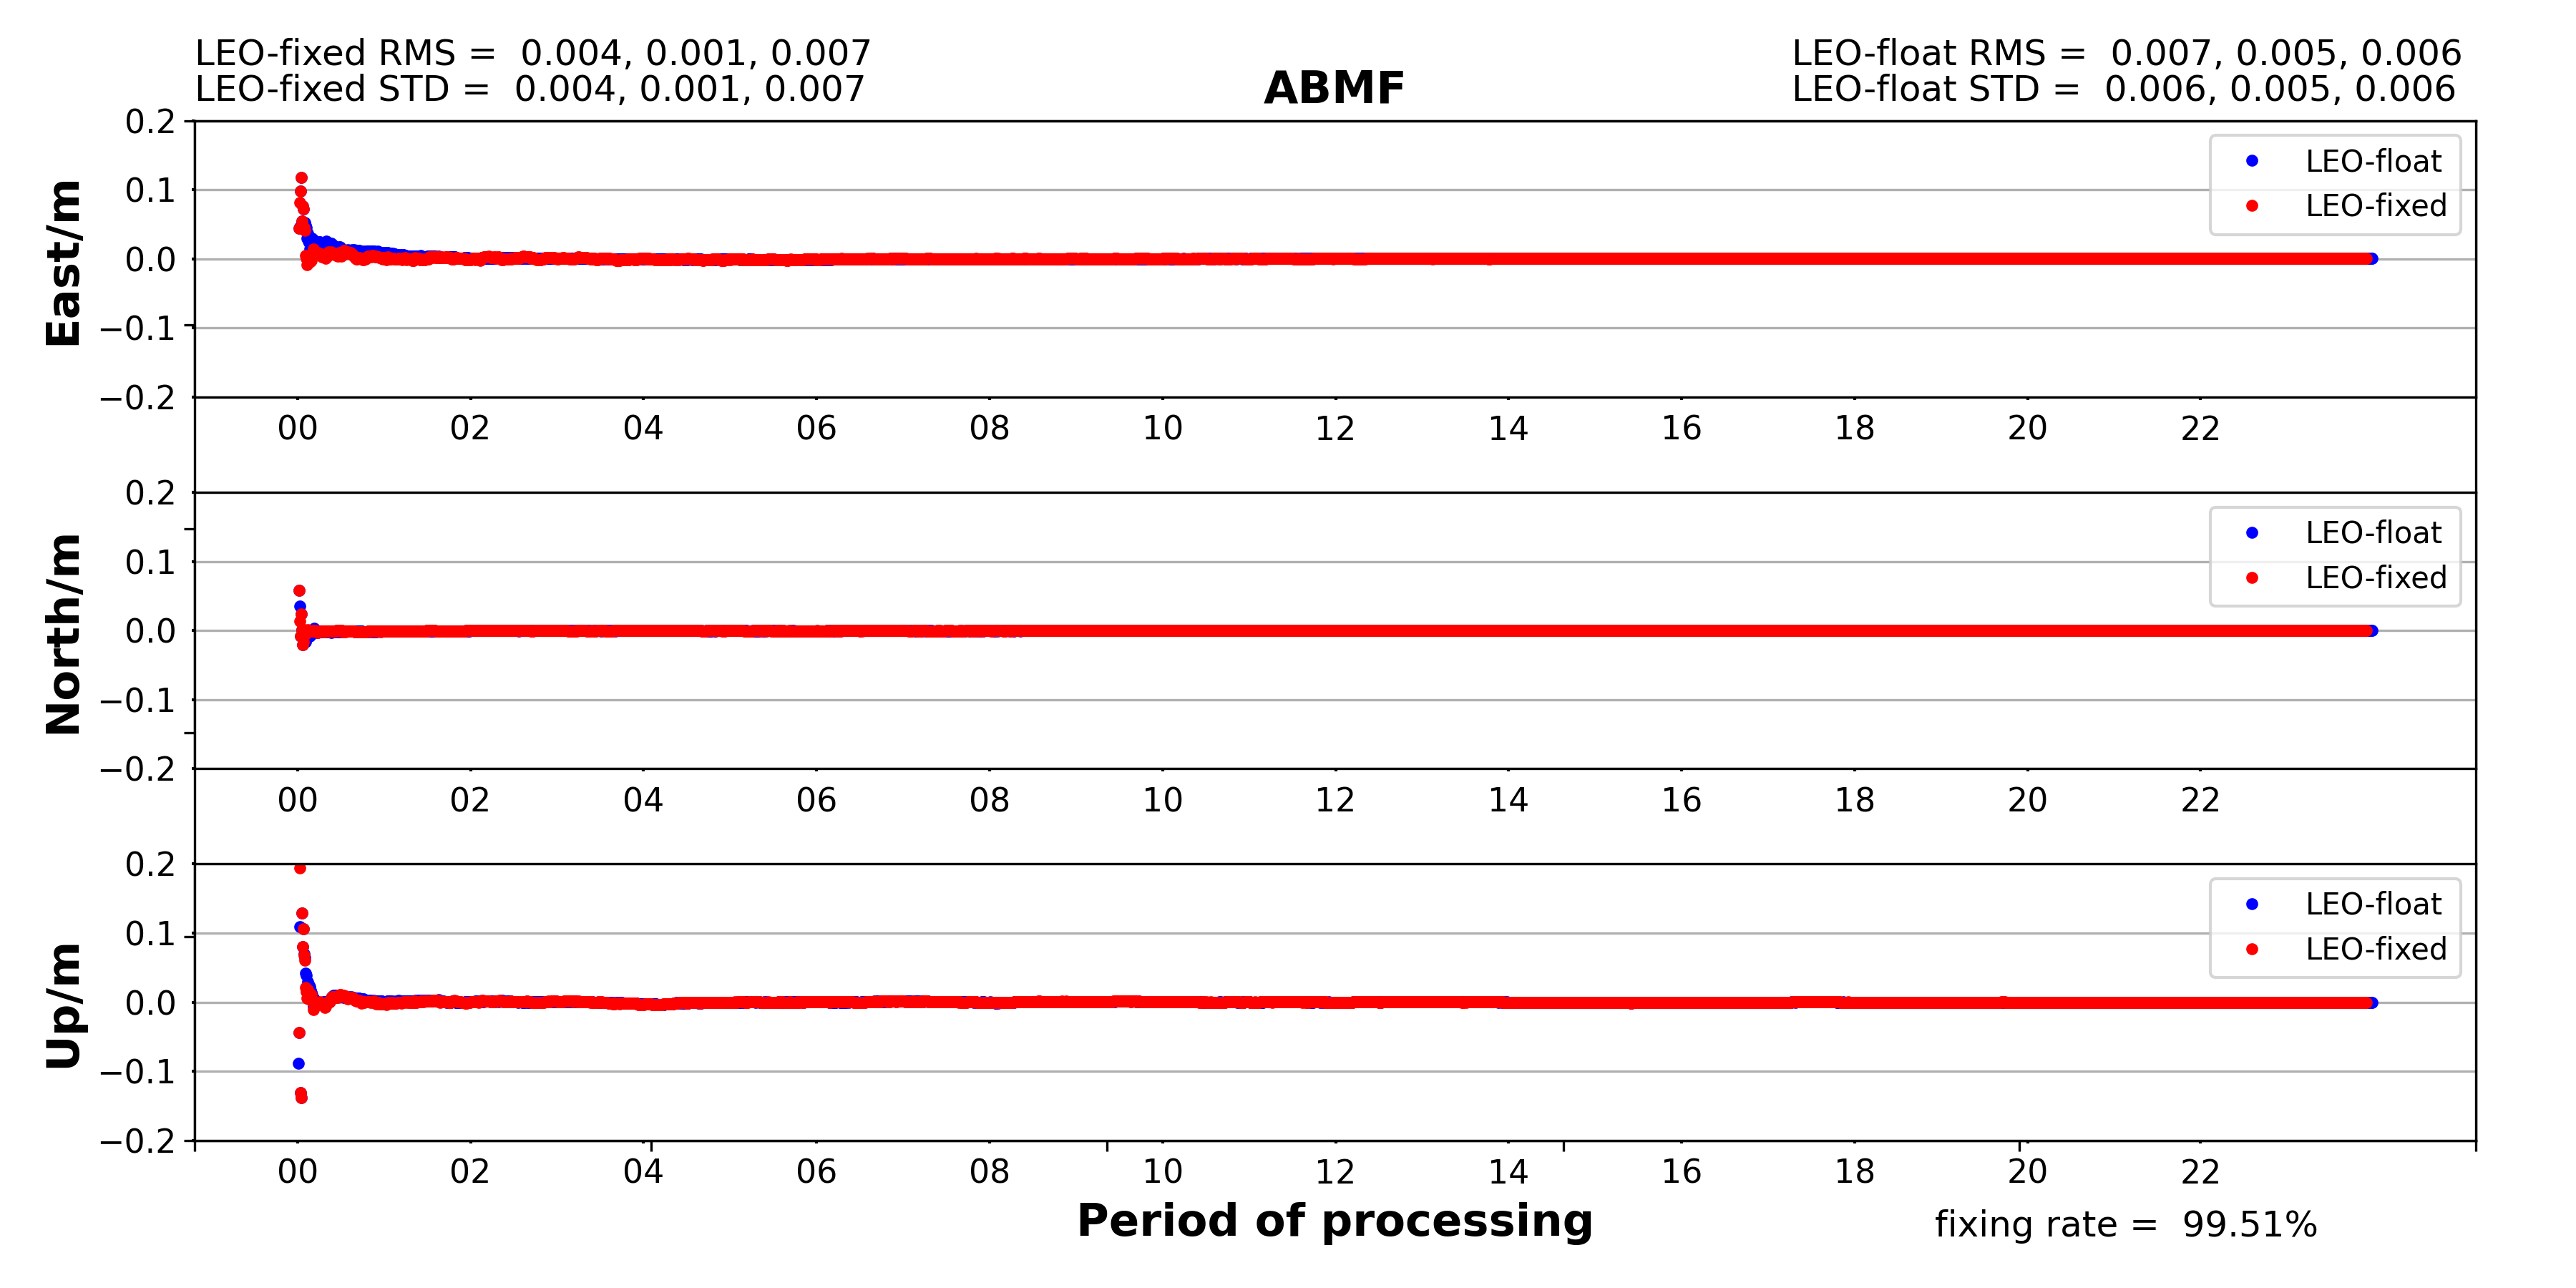 LEO-fixed RMS = 0.004, 0.001, 0.007
LEO-fixed STD = 0.004, 0.001, 0.007
ABMF
LEO-float RMS = 0.007, 0.005, 0.006
LEO-float STD = 0.006, 0.005, 0.006
East/m
0.2
0.1
0.0
−0.1
−0.2
LEO-float
LEO-fixed
00 02 04 06 08 10 12 14 16 18 20 22
North/m
0.2
0.1
0.0
−0.1
−0.2
LEO-float
LEO-fixed
00 02 04 06 08 10 12 14 16 18 20 22
Up/m
0.2
0.1
0.0
−0.1
−0.2
LEO-float
LEO-fixed
00 02 04 06 08 10 12 14 16 18 20 22
Period of processing
fixing rate = 99.51%